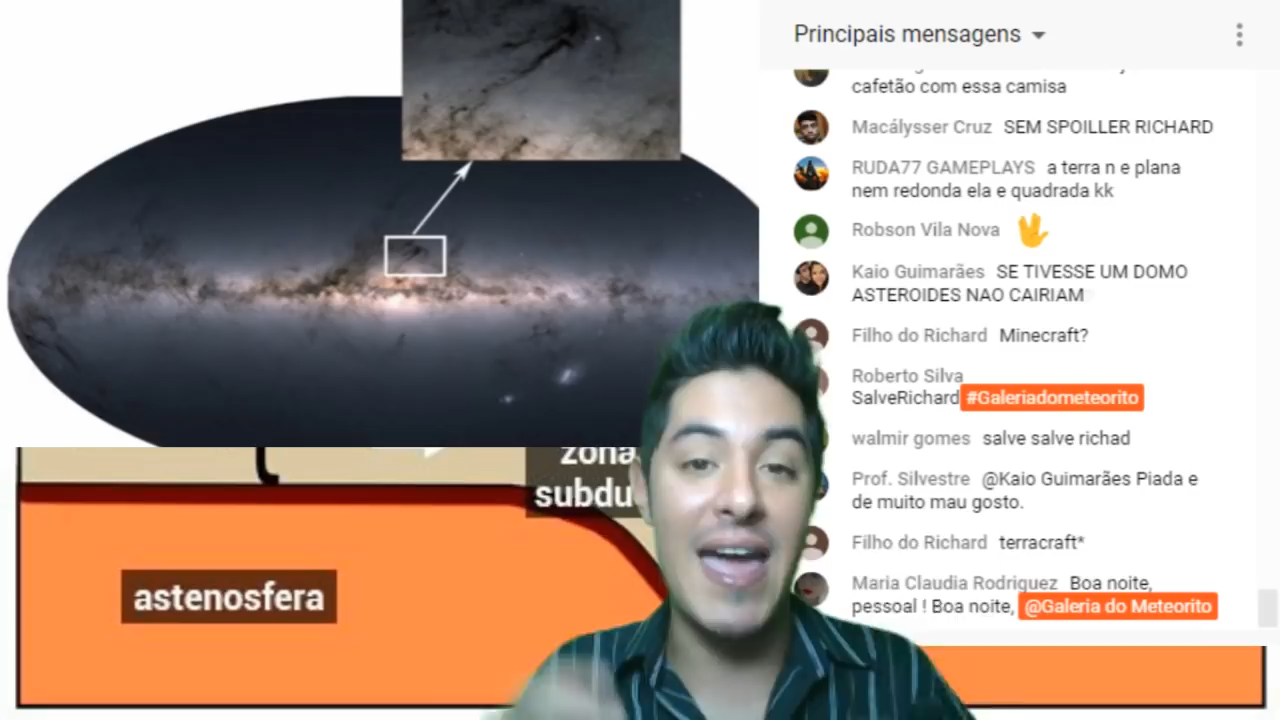 Principais mensagens
cafetão com essa camisa
Macálysser Cruz SEM SPOILLER RICHARD
RUDA77 GAMEPLAYS a terra n e plana
nem redonda ela e quadrada kk
Robson Vila Nova 🖖
Kaio Guimarães SE TIVESSE UM DOMO
ASTEROIDES NAO CAIRIAM
Filho do Richard Minecraft?
Roberto Silva
SalveRichard #Galeriadometeorito
walmir gomes salve salve richad
Prof. Silvestre @Kaio Guimarães Piada e
de muito mau gosto.
Filho do Richard terracraft*
Maria Claudia Rodriguez Boa noite,
pessoal ! Boa noite, @Galeria do Meteorito
zona
subdu
astenosfera